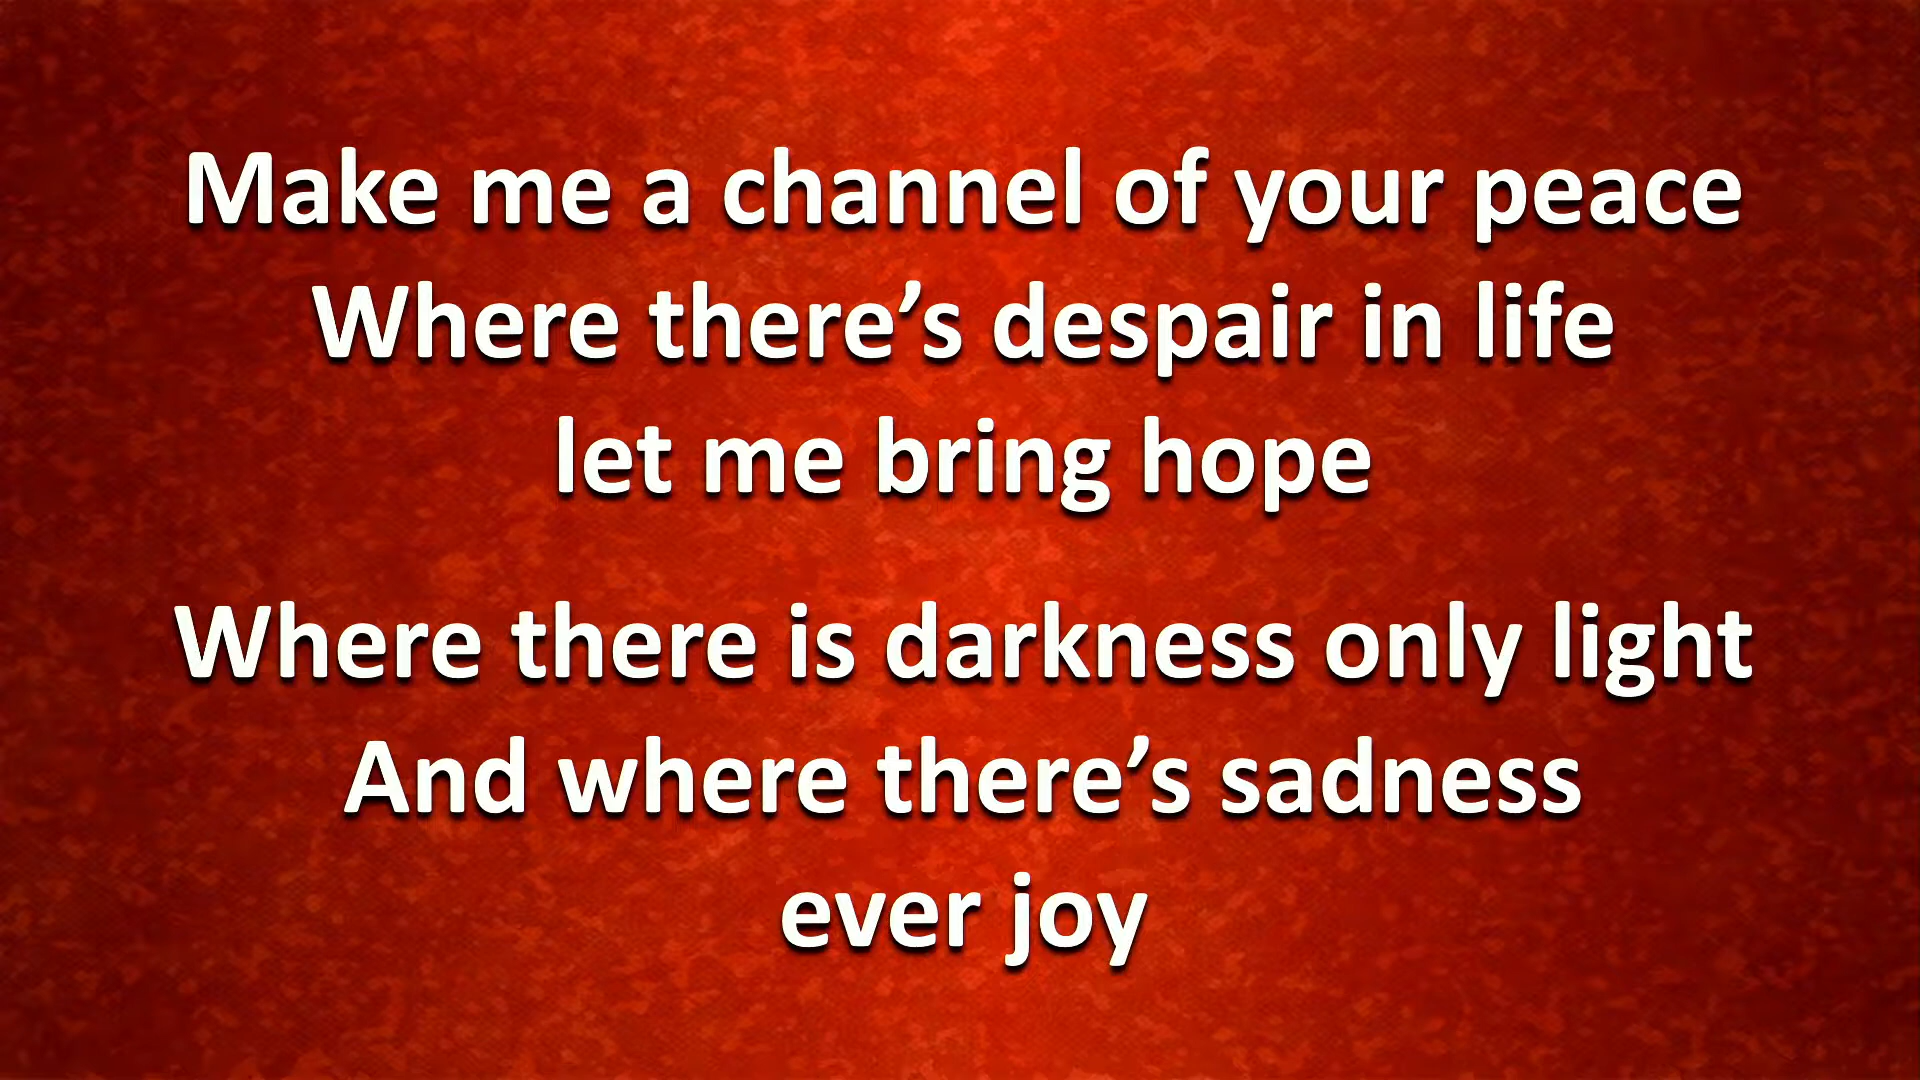 Make me a channel of your peace
Where there’s despair in life
let me bring hope
Where there is darkness only light
And where there’s sadness
ever joy